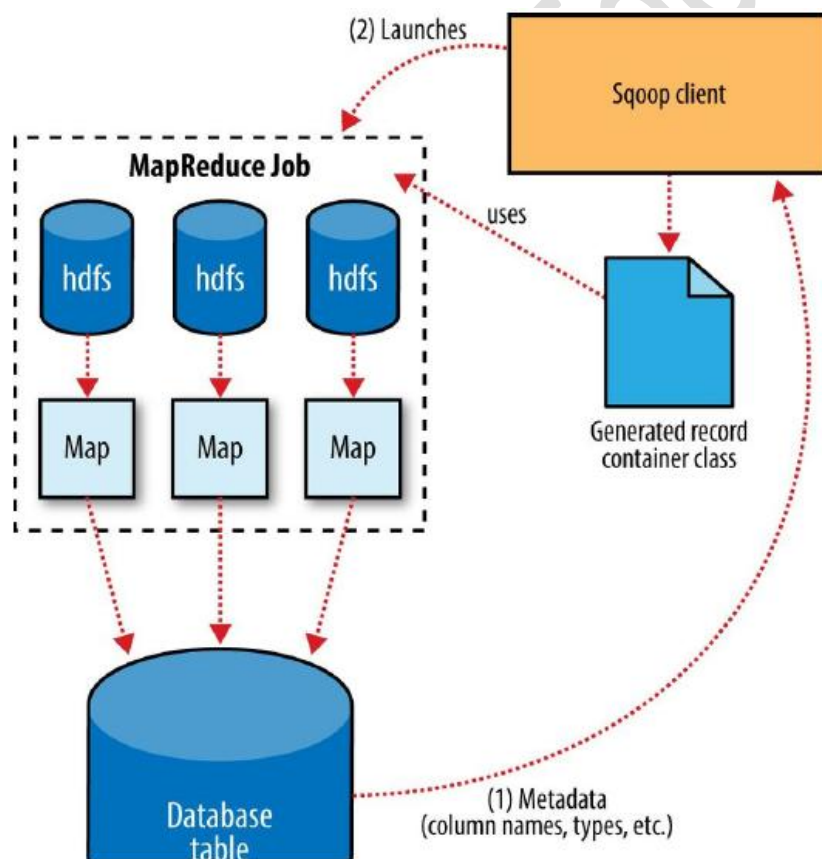 (2) Launches
Sqoop client
MapReduce Job
uses
hdfs hdfs hdfs
Map Map Map
Generated record
container class
(1) Metadata
(column names, types, etc.)
Database
table